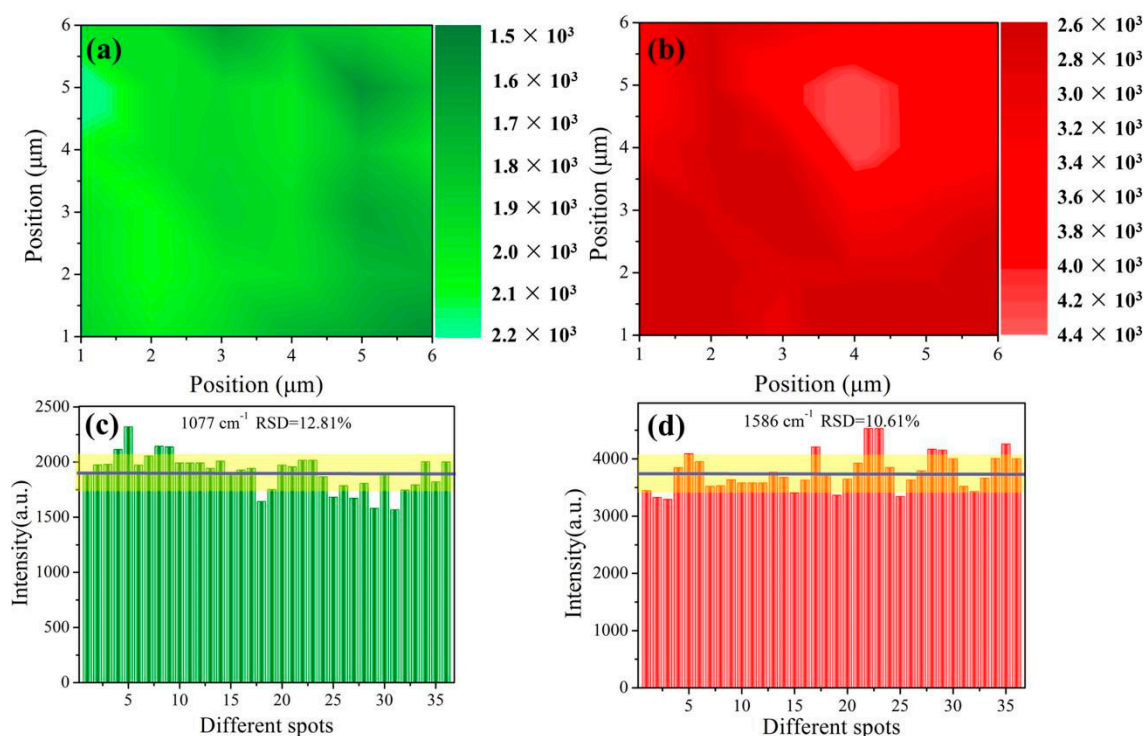 (a)
6
5
4
3
2
1
1 2 3 4 5 6
Position (μm)
Position (μm)
1.5 × 10³
1.6 × 10³
1.7 × 10³
1.8 × 10³
1.9 × 10³
2.0 × 10³
2.1 × 10³
2.2 × 10³
(b)
6
5
4
3
2
1
1 2 3 4 5 6
Position (μm)
Position (μm)
2.6 × 10³
2.8 × 10³
3.0 × 10³
3.2 × 10³
3.4 × 10³
3.6 × 10³
3.8 × 10³
4.0 × 10³
4.2 × 10³
4.4 × 10³
(c)
1077 cm⁻¹ RSD=12.81%
2500
2000
1500
1000
500
0
5 10 15 20 25 30 35
Intensity(a.u.)
Different spots
(d)
1586 cm⁻¹ RSD=10.61%
4000
3000
2000
1000
0
5 10 15 20 25 30 35
Intensity(a.u.)
Different spots